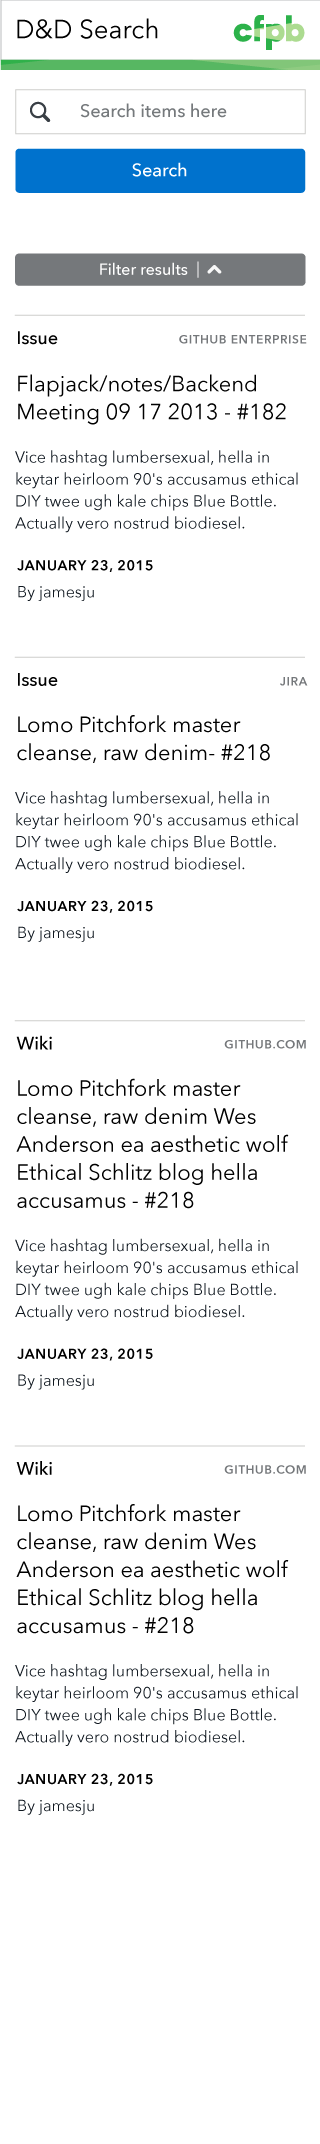 D&D Search
cfpb
Search items here
Search
Filter results
Issue
GITHUB ENTERPRISE
Flapjack/notes/Backend
Meeting 09 17 2013 - #182
Vice hashtag lumbersexual, hella in
keytar heirloom 90's accusamus ethical
DIY twee ugh kale chips Blue Bottle.
Actually vero nostrud biodiesel.
JANUARY 23, 2015
By jamesju
Issue
JIRA
Lomo Pitchfork master
cleanse, raw denim- #218
Vice hashtag lumbersexual, hella in
keytar heirloom 90's accusamus ethical
DIY twee ugh kale chips Blue Bottle.
Actually vero nostrud biodiesel.
JANUARY 23, 2015
By jamesju
Wiki
GITHUB.COM
Lomo Pitchfork master
cleanse, raw denim Wes
Anderson ea aesthetic wolf
Ethical Schlitz blog hella
accusamus - #218
Vice hashtag lumbersexual, hella in
keytar heirloom 90's accusamus ethical
DIY twee ugh kale chips Blue Bottle.
Actually vero nostrud biodiesel.
JANUARY 23, 2015
By jamesju
Wiki
GITHUB.COM
Lomo Pitchfork master
cleanse, raw denim Wes
Anderson ea aesthetic wolf
Ethical Schlitz blog hella
accusamus - #218
Vice hashtag lumbersexual, hella in
keytar heirloom 90's accusamus ethical
DIY twee ugh kale chips Blue Bottle.
Actually vero nostrud biodiesel.
JANUARY 23, 2015
By jamesju